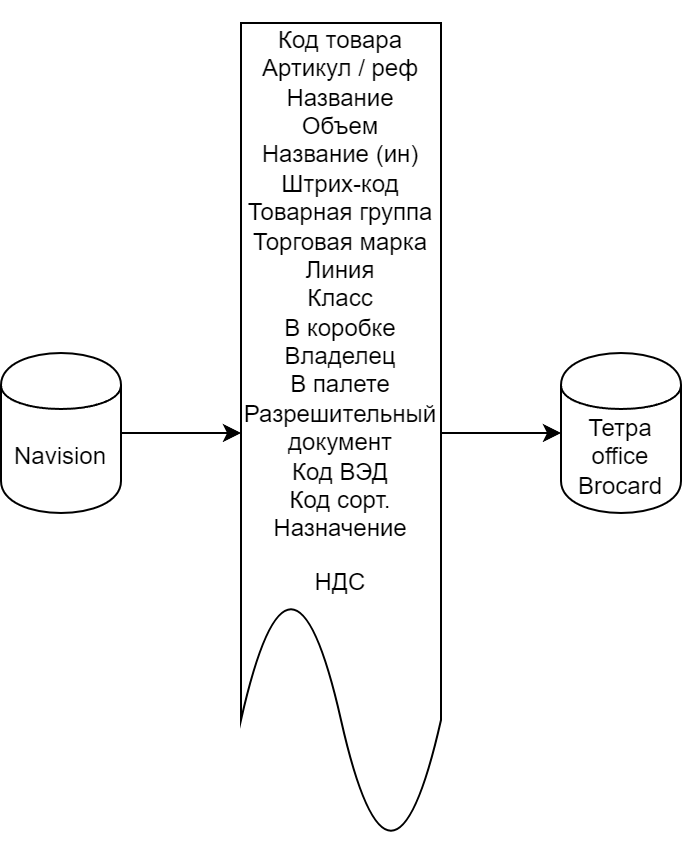 Код товара
Артикул / реф
Название
Объем
Название (ин)
Штрих-код
Товарная группа
Торговая марка
Линия
Класс
В коробке
Владелец
В палете
Разрешительный
документ
Код ВЭД
Код сорт.
Назначение
НДС
Navision
Тетра
office
Brocard